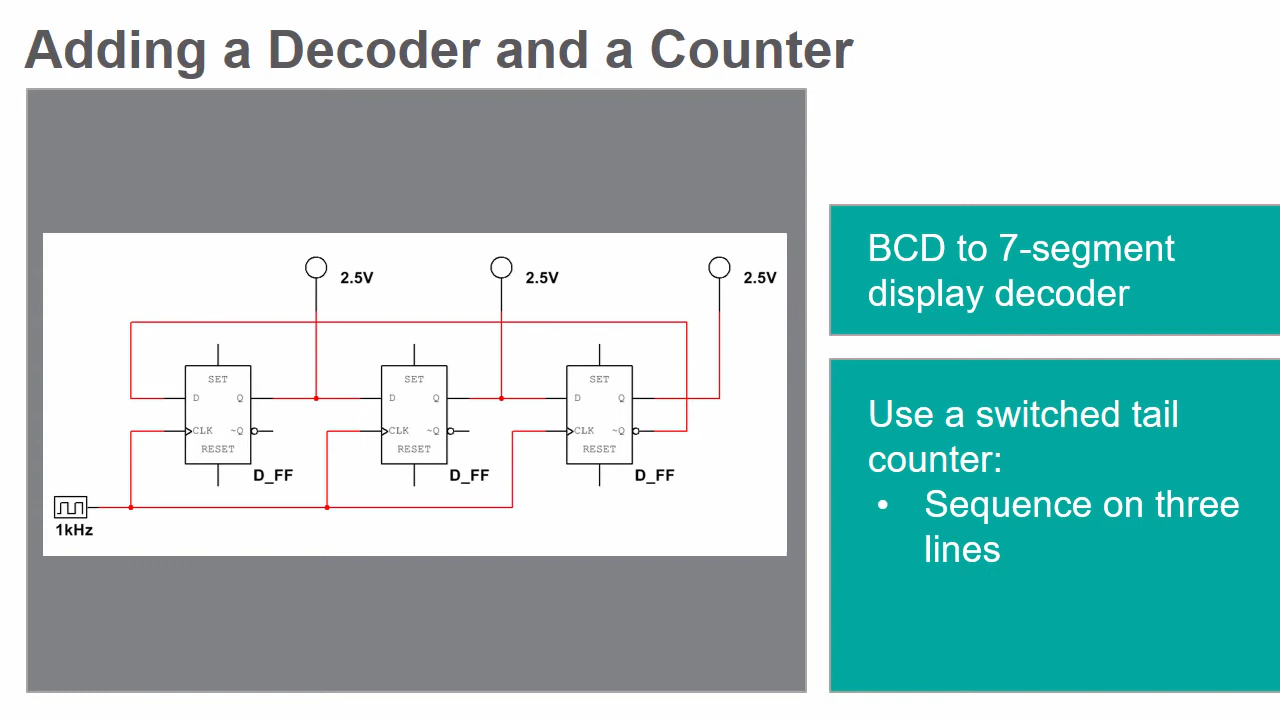 Adding a Decoder and a Counter
2.5V
2.5V
2.5V
SET
D Q
CLK ~Q
RESET
D_FF
SET
D Q
CLK ~Q
RESET
D_FF
SET
D Q
CLK ~Q
RESET
D_FF
1kHz
BCD to 7-segment
display decoder
Use a switched tail
counter:
• Sequence on three
lines